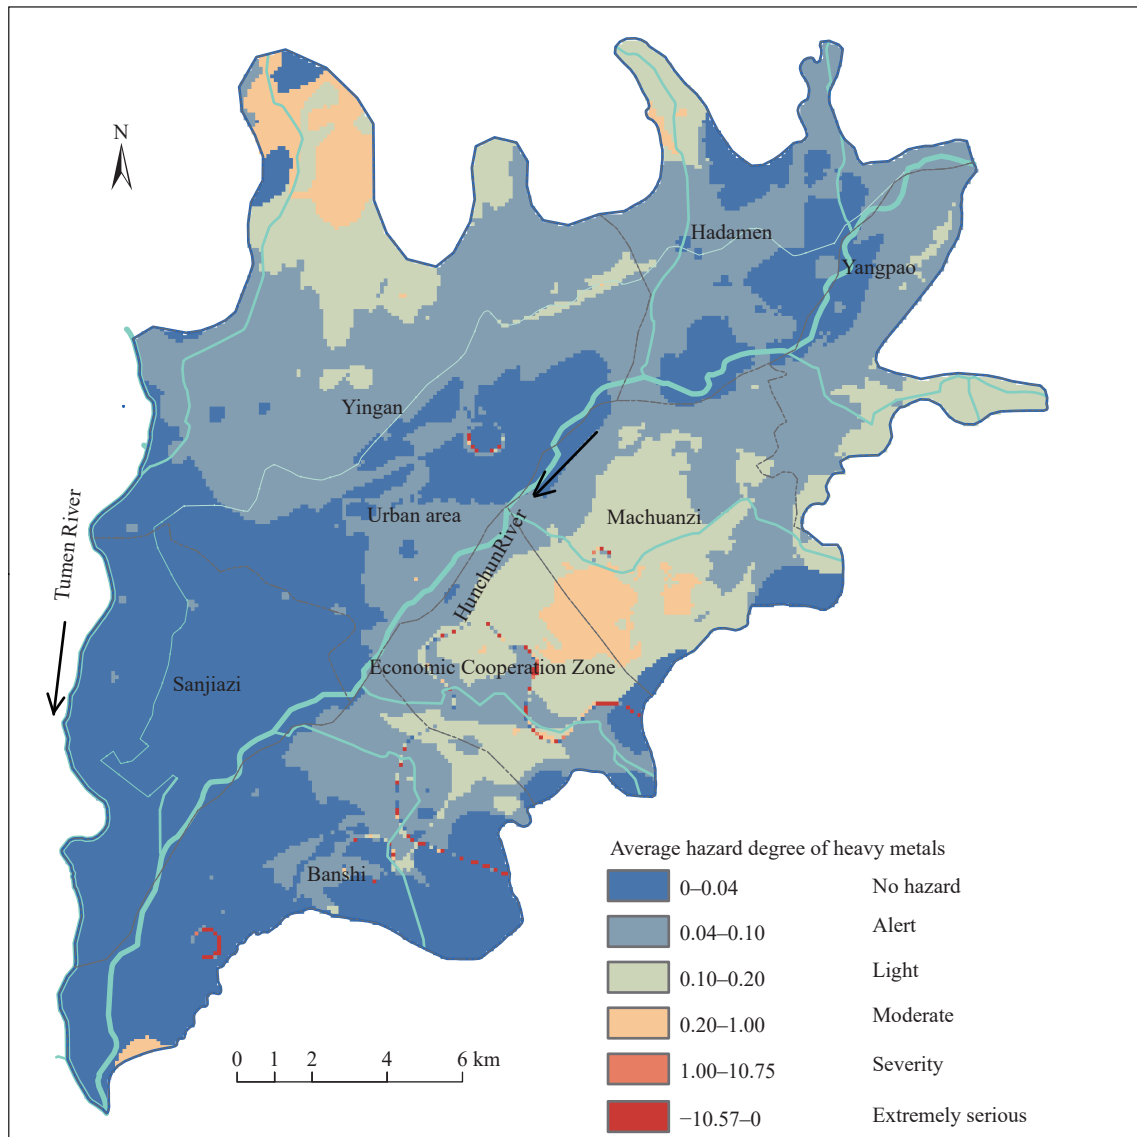 N
Hadamen
Yangpao
Yingan
Urban area
Machuanzi
HunchunRiver
Tumen River
Economic Cooperation Zone
Sanjiazi
Banshi
Average hazard degree of heavy metals
0–0.04 No hazard
0.04–0.10 Alert
0.10–0.20 Light
0.20–1.00 Moderate
1.00–10.75 Severity
−10.57–0 Extremely serious
0 1 2 4 6 km